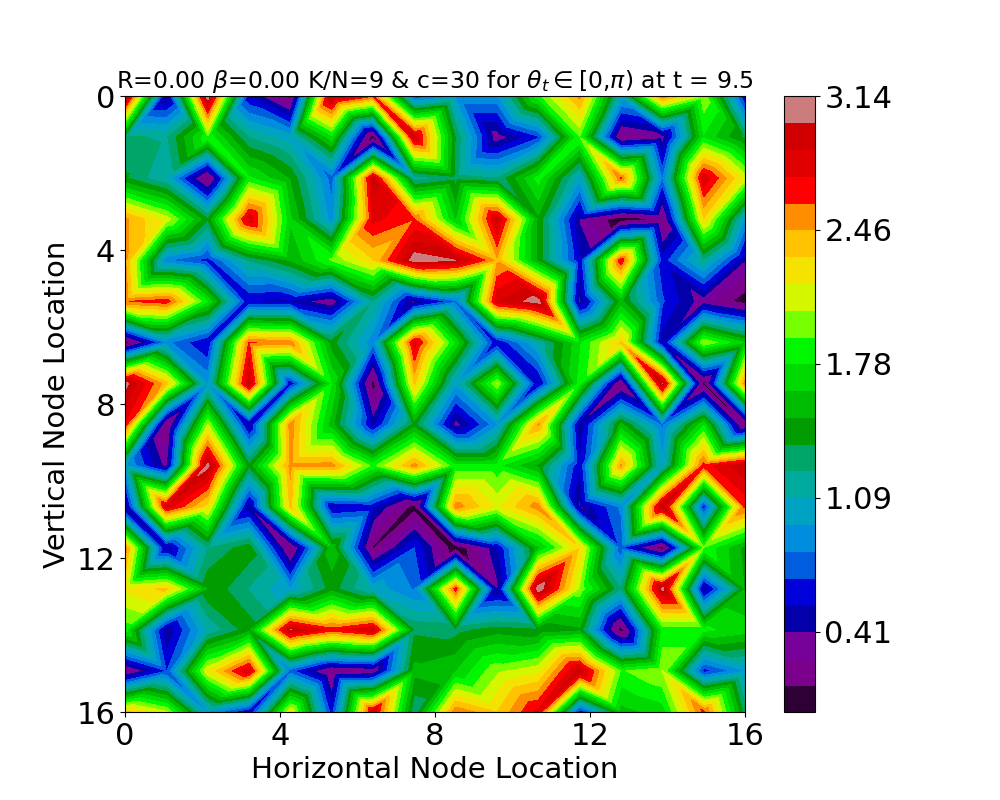 R=0.00 β=0.00 K/N=9 & c=30 for θₜ∈[0,π) at t = 9.5
0
4
8
12
16
0 4 8 12 16
Vertical Node Location
Horizontal Node Location
3.14
2.46
1.78
1.09
0.41